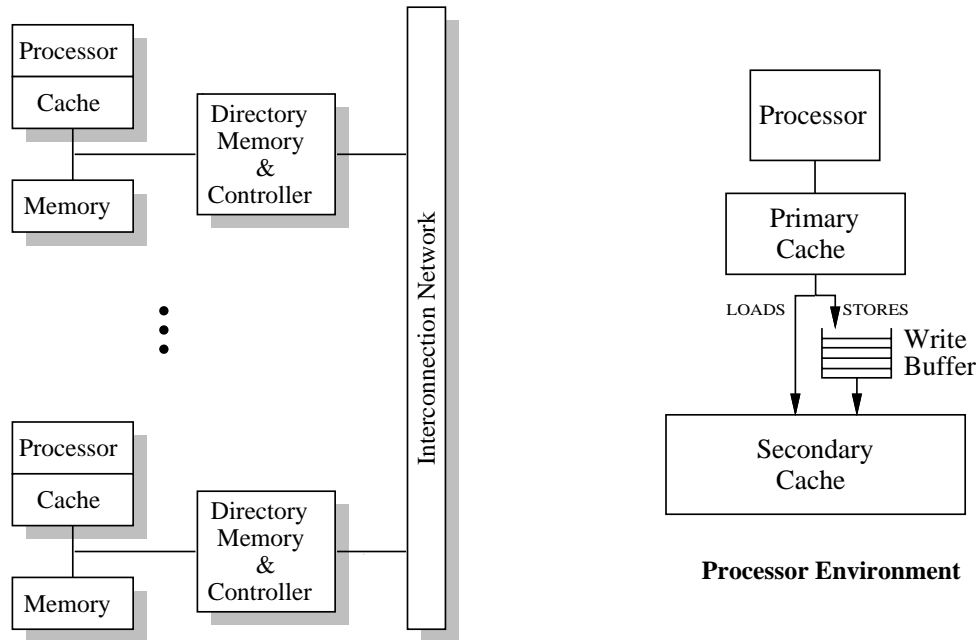 Processor
Cache
Memory
Directory
Memory
&
Controller
Processor
Cache
Memory
Directory
Memory
&
Controller
Interconnection Network
Processor
Primary
Cache
LOADS
STORES
Write
Buffer
Secondary
Cache
Processor Environment